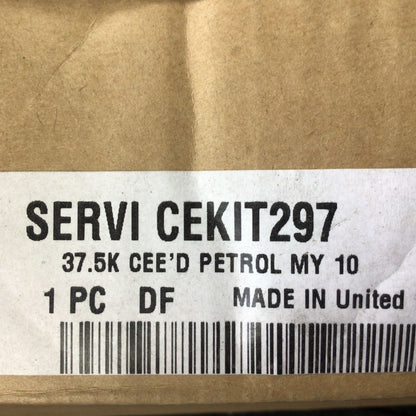 SERVI CEKIT297
37.5K CEE'D PETROL MY 10
1 PC DF MADE IN United